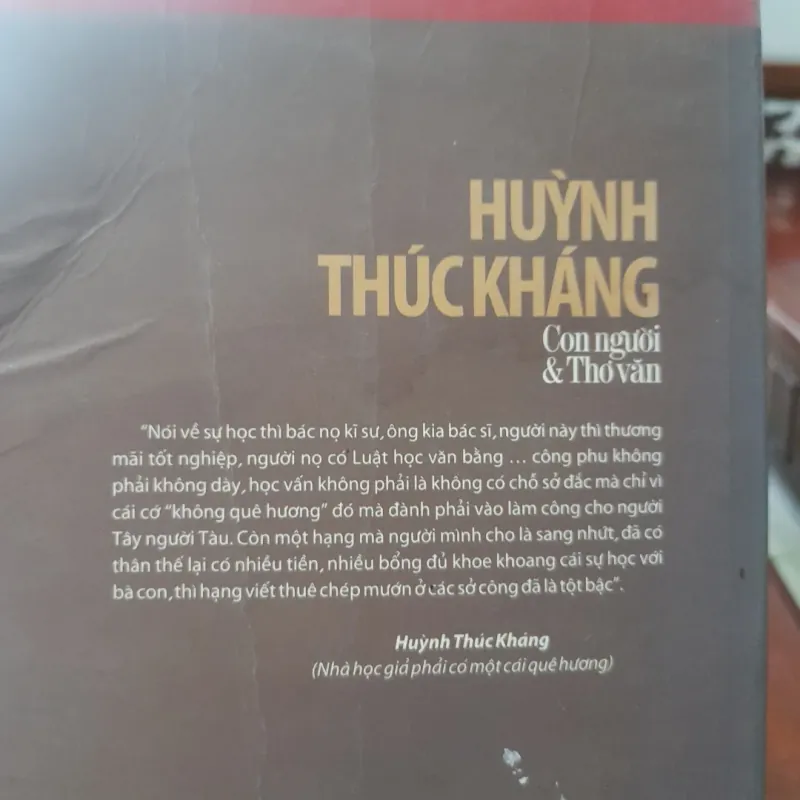 HUỲNH
THÚC KHÁNG
Con người
& Thơ văn
“Nói về sự học thì bác nọ kĩ sư, ông kia bác sĩ, người này thì thương
mãi tốt nghiệp, người nọ có Luật học văn bằng ... công phu không
phải không dày, học vấn không phải là không có chỗ sở đắc mà chỉ vì
cái cớ “không quê hương” đó mà đành phải vào làm công cho người
Tây người Tàu. Còn một hạng mà người mình cho là sang nhứt, đã có
thân thế lại có nhiều tiền, nhiều bổng đủ khoe khoang cái sự học với
bà con, thì hạng viết thuê chép mướn ở các sở công đã là tột bậc”.
Huỳnh Thúc Kháng
(Nhà học giả phải có một cái quê hương)